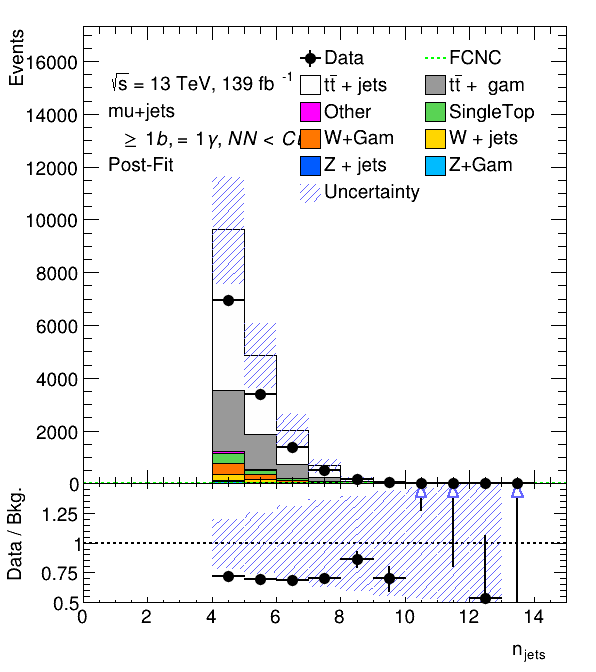 Events
16000
14000
12000
10000
8000
6000
4000
2000
0
√s = 13 TeV, 139 fb⁻¹
mu+jets
≥ 1b, = 1γ, NN <
Post-Fit
Data
FCNC
tt̄ + jets
tt̄ + gam
Other
SingleTop
W+Gam
W + jets
Z + jets
Z+Gam
Uncertainty
Data / Bkg.
1.25
1
0.75
0.5
0 2 4 6 8 10 12 14
n_jets